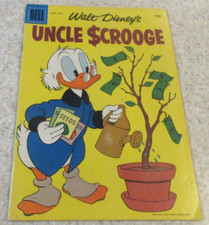 DELL
Walt Disney's
UNCLE $CROOGE
SEEDS